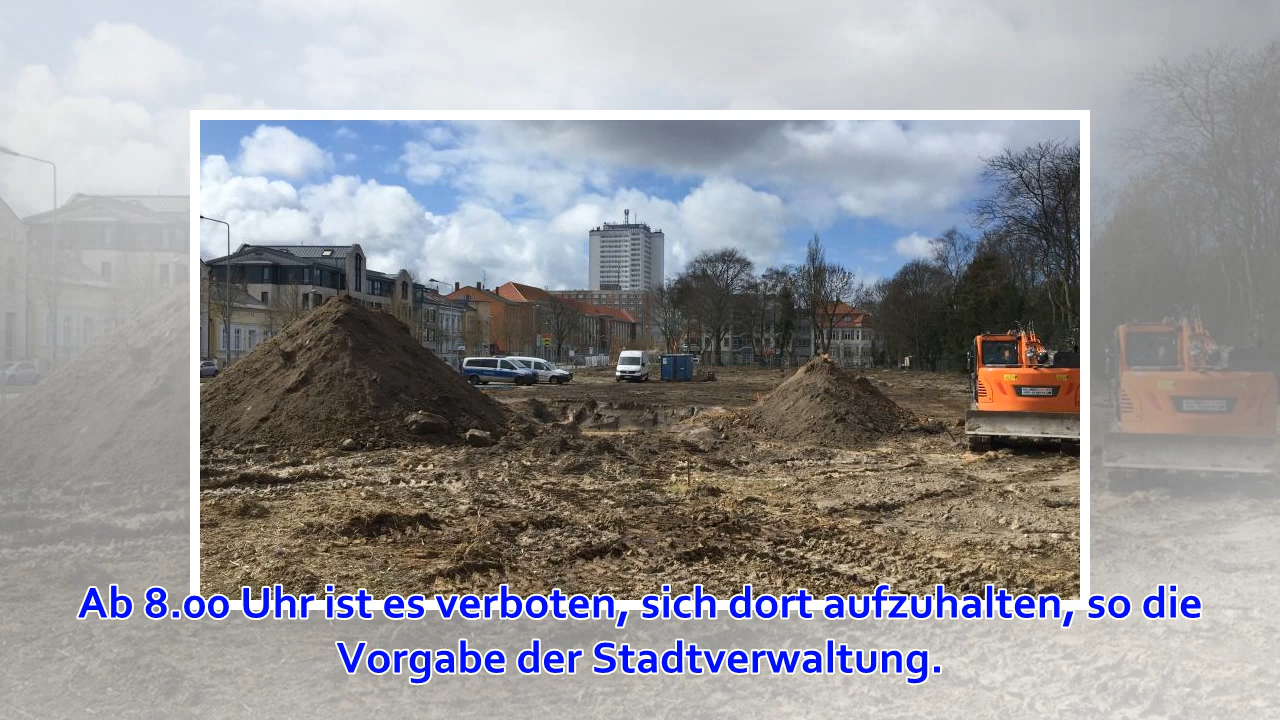 Ab 8.00 Uhr ist es verboten, sich dort aufzuhalten, so die
Vorgabe der Stadtverwaltung.